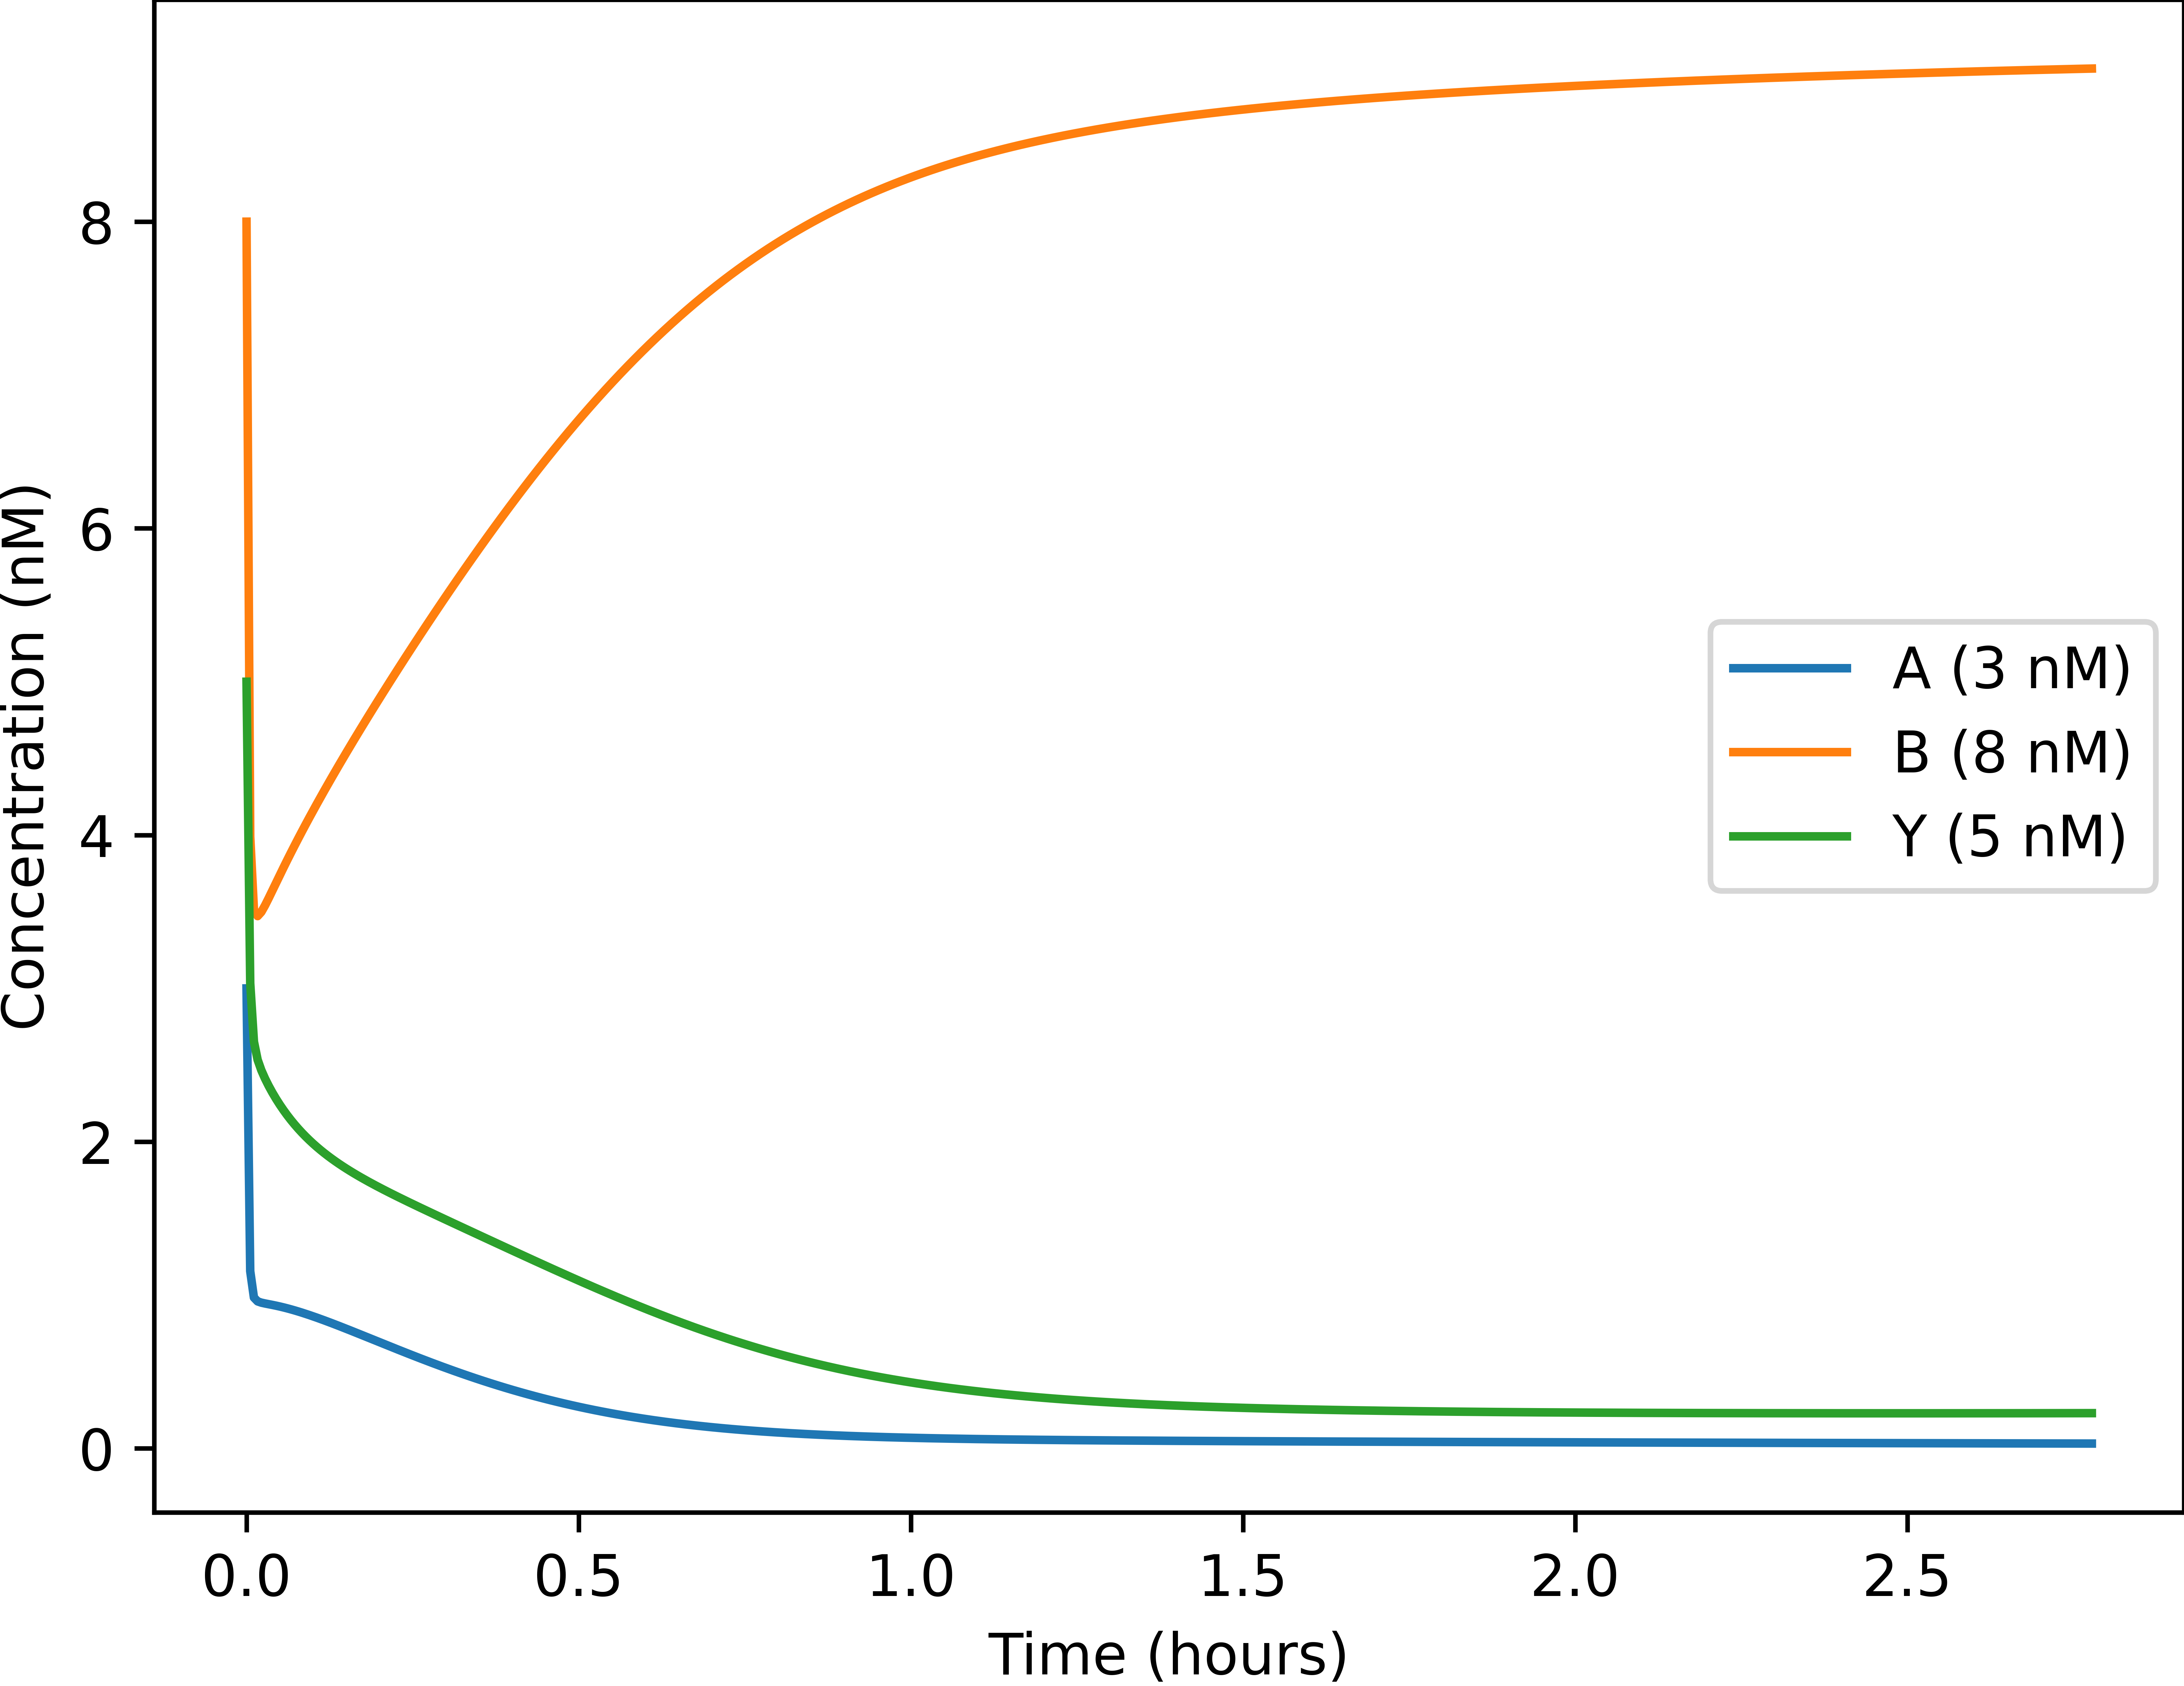 Concentration (nM)
8
6
4
2
0
A (3 nM)
B (8 nM)
Y (5 nM)
0.0 0.5 1.0 1.5 2.0 2.5
Time (hours)